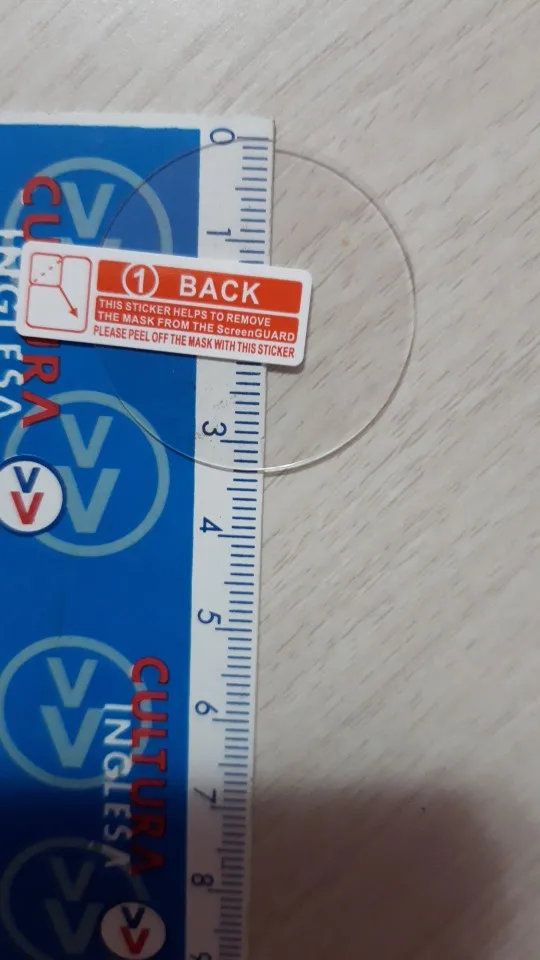 0
1
1 BACK
THIS STICKER HELPS TO REMOVE
THE MASK FROM THE ScreenGUARD
PLEASE PEEL OFF THE MASK WITH THIS STICKER
3
4
5
6
7
8
9
CULTURA
INGLESA
CULTURA
INGLESA